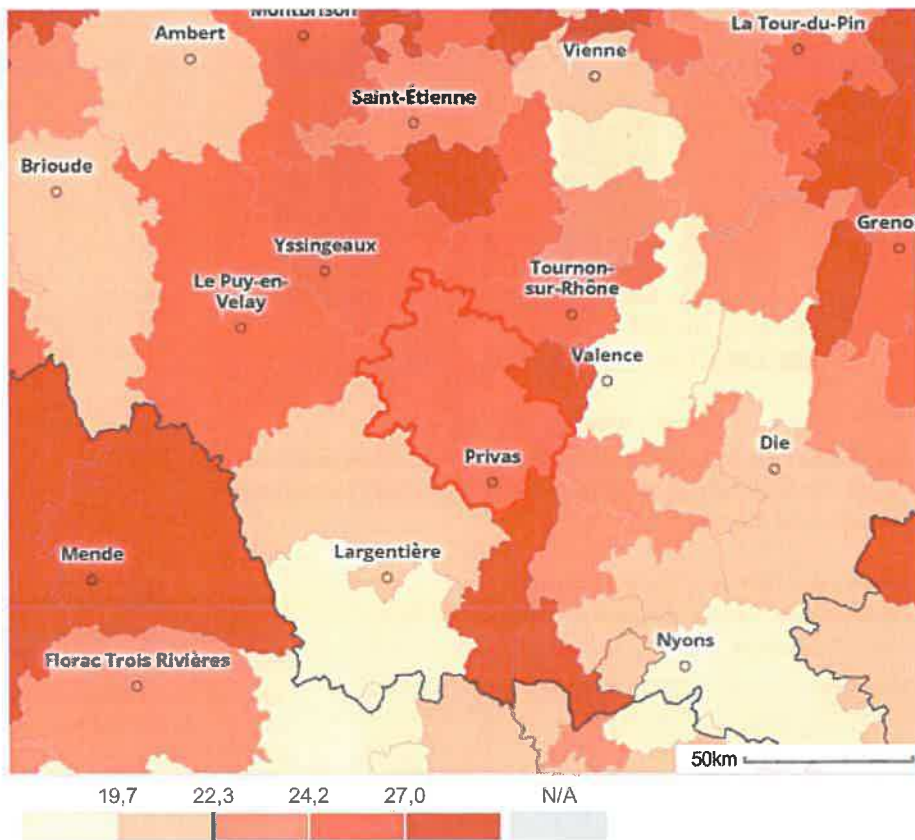 Montbrison
La Tour-du-Pin
Ambert
Vienne
Saint-Étienne
Brioude
Greno
Yssingeaux
Le Puy-en-
Velay
Tournon-
sur-Rhône
Valence
Privas
Die
Mende
Largentière
Florac Trois Rivières
Nyons
50km
19,7 22,3 24,2 27,0 N/A